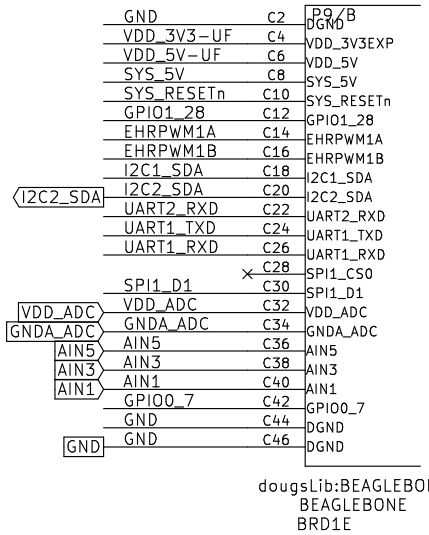 P9/B
GND C2 DGND
VDD_3V3-UF C4 VDD_3V3EXP
VDD_5V-UF C6 VDD_5V
SYS_5V C8 SYS_5V
SYS_RESETn C10 SYS_RESETn
GPIO1_28 C12 GPIO1_28
EHRPWM1A C14 EHRPWM1A
EHRPWM1B C16 EHRPWM1B
I2C1_SDA C18 I2C1_SDA
I2C2_SDA I2C2_SDA C20 I2C2_SDA
UART2_RXD C22 UART2_RXD
UART1_TXD C24 UART1_TXD
UART1_RXD C26 UART1_RXD
C28 SPI1_CS0
SPI1_D1 C30 SPI1_D1
VDD_ADC VDD_ADC C32 VDD_ADC
GNDA_ADC GNDA_ADC C34 GNDA_ADC
AIN5 AIN5 C36 AIN5
AIN3 AIN3 C38 AIN3
AIN1 AIN1 C40 AIN1
GPIO0_7 C42 GPIO0_7
GND C44 DGND
GND GND C46 DGND
dougsLib:BEAGLEBO
BEAGLEBONE
BRD1E